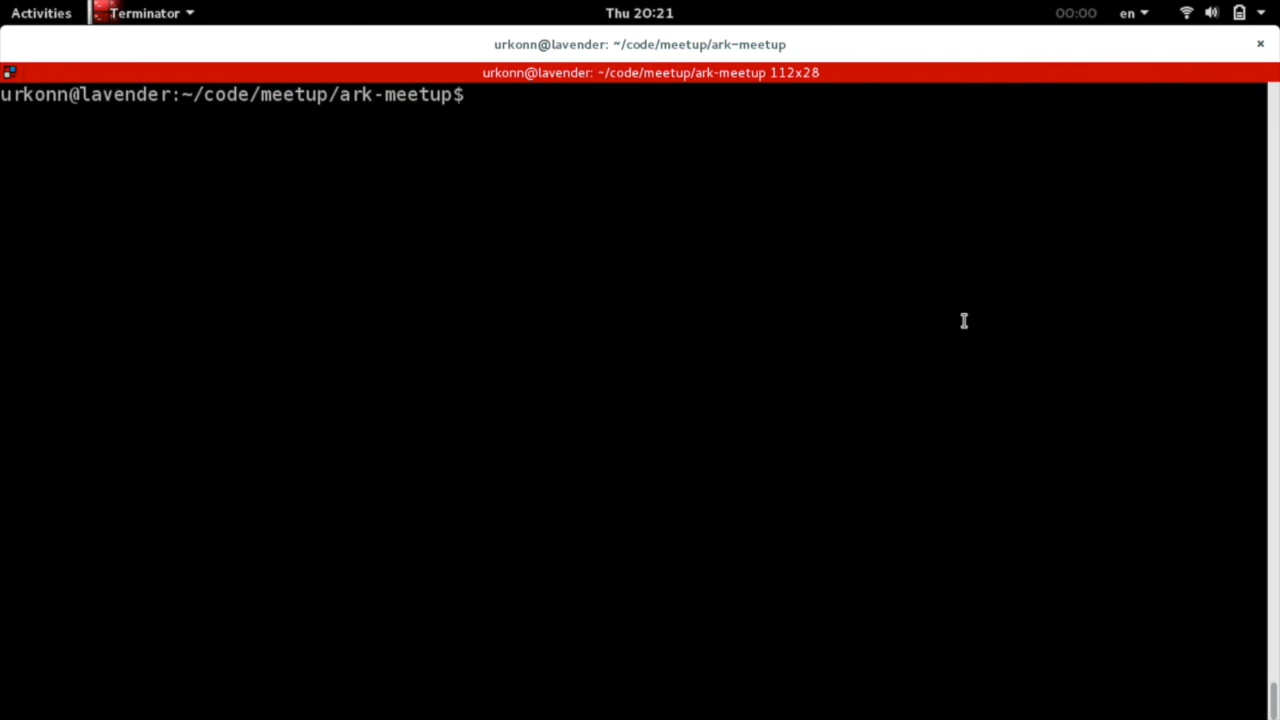 Activities Terminator Thu 20:21 00:00 en
urkonn@lavender: ~/code/meetup/ark-meetup ×
urkonn@lavender: ~/code/meetup/ark-meetup 112x28
urkonn@lavender:~/code/meetup/ark-meetup$